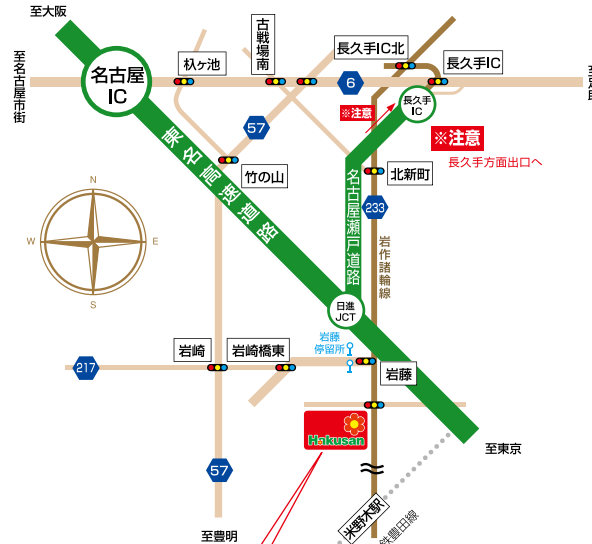 至大阪
古戦場南
長久手IC北
長久手IC
杁ヶ池
名古屋
IC
至名古屋市街
6
※注意
長久手
IC
※注意
長久手方面出口へ
57
竹の山
北新町
東名高速道路
名古屋瀬戸道路
233
岩作諸輪線
N
W
E
S
日進
JCT
岩藤
停留所
岩崎
岩崎橋東
217
岩藤
Hakusan
至東京
57
米野木駅
鉄豊田線
至豊明